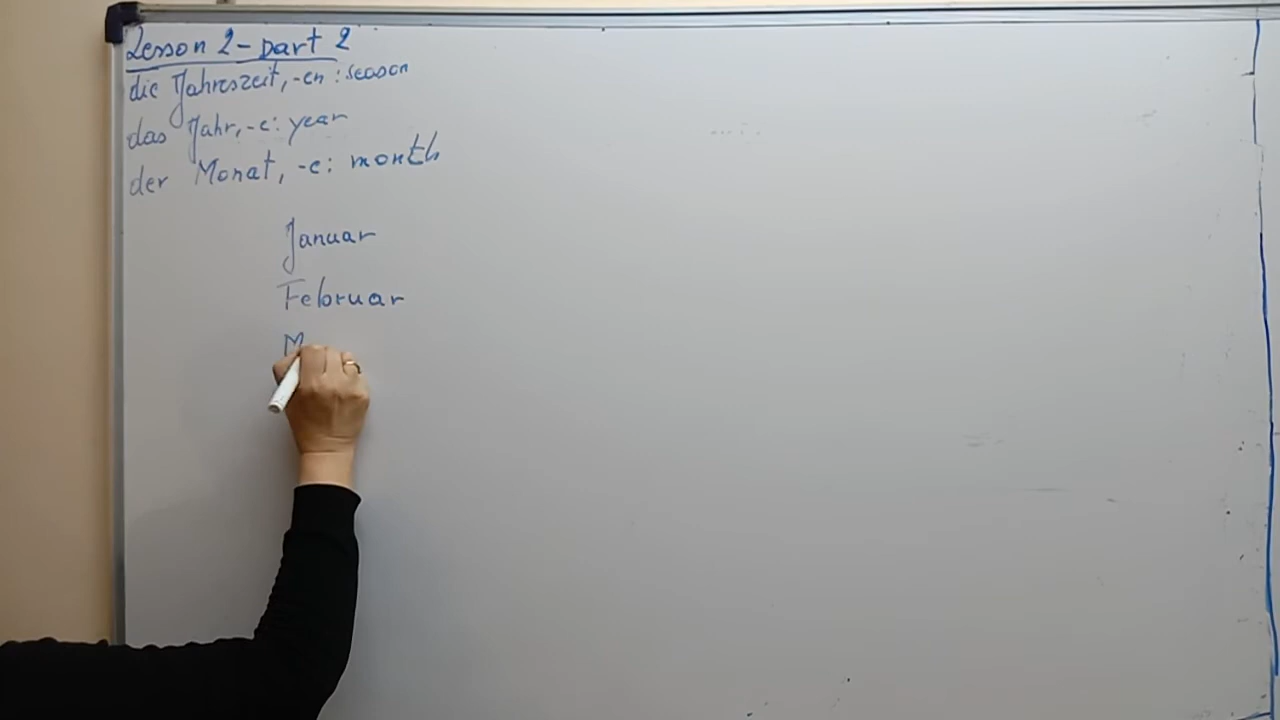 Lesson 2 - part 2
die Jahreszeit, -en : season
das Jahr, -e: year
der Monat, -e: month
Januar
Februar
M